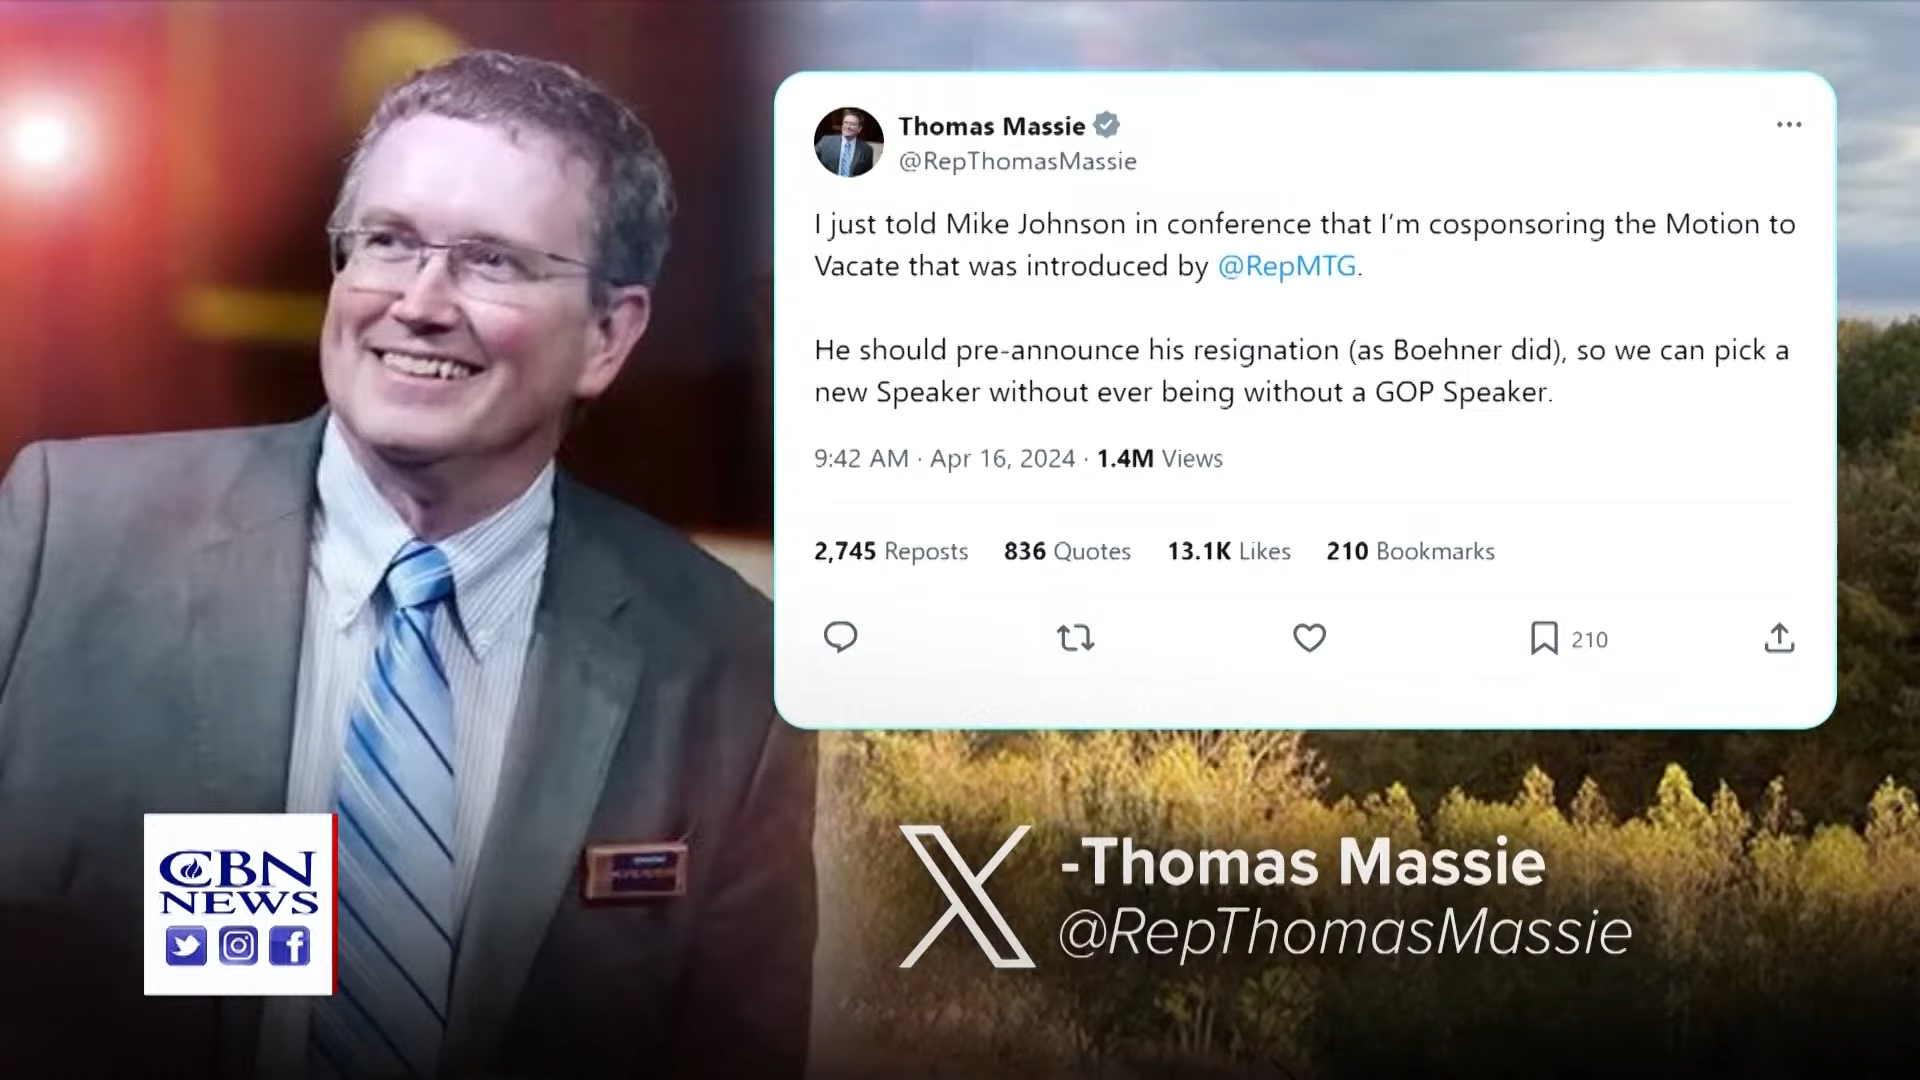 Thomas Massie
@RepThomasMassie
I just told Mike Johnson in conference that I'm cosponsoring the Motion to
Vacate that was introduced by @RepMTG.
He should pre-announce his resignation (as Boehner did), so we can pick a
new Speaker without ever being without a GOP Speaker.
9:42 AM · Apr 16, 2024 · 1.4M Views
2,745 Reposts 836 Quotes 13.1K Likes 210 Bookmarks
210
CBN
NEWS
-Thomas Massie
@RepThomasMassie